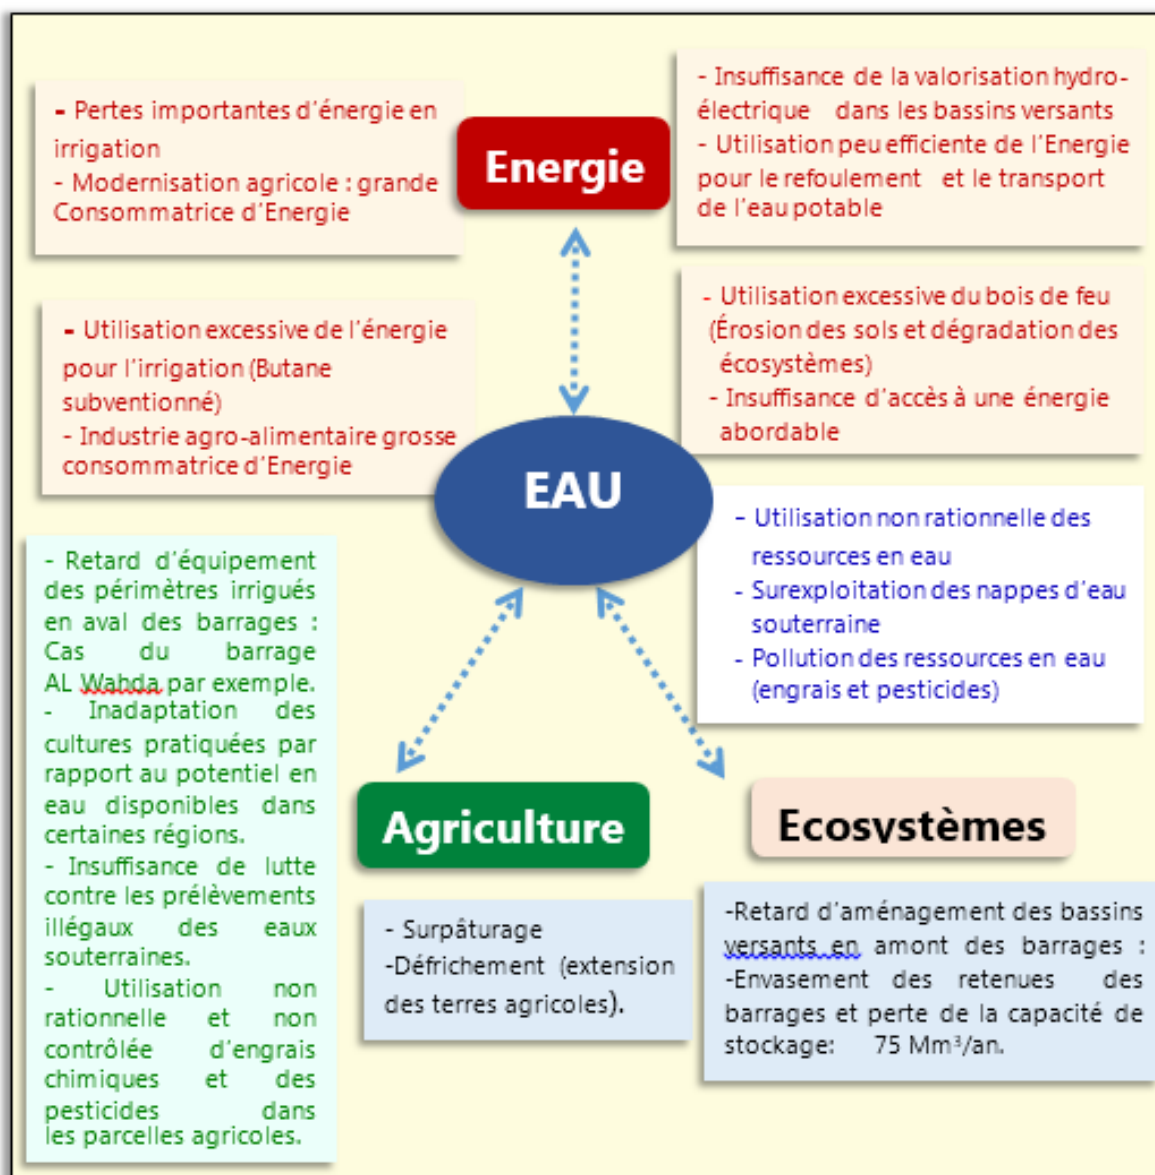 - Pertes importantes d'énergie en
irrigation
- Modernisation agricole : grande
Consommatrice d'Energie
Energie
- Insuffisance de la valorisation hydro-
électrique dans les bassins versants
- Utilisation peu efficiente de l'Energie
pour le refoulement et le transport
de l'eau potable
- Utilisation excessive de l'énergie
pour l'irrigation (Butane
subventionné)
- Industrie agro-alimentaire grosse
consommatrice d'Energie
- Utilisation excessive du bois de feu
(Érosion des sols et dégradation des
écosystèmes)
- Insuffisance d'accès à une énergie
abordable
EAU
- Utilisation non rationnelle des
ressources en eau
- Surexploitation des nappes d'eau
souterraine
- Pollution des ressources en eau
(engrais et pesticides)
- Retard d'équipement
des périmètres irrigués
en aval des barrages :
Cas du barrage
AL Wahda par exemple.
- Inadaptation des
cultures pratiquées par
rapport au potentiel en
eau disponibles dans
certaines régions.
- Insuffisance de lutte
contre les prélèvements
illégaux des eaux
souterraines.
- Utilisation non
rationnelle et non
contrôlée d'engrais
chimiques et des
pesticides dans
les parcelles agricoles.
Agriculture
- Surpâturage
-Défrichement (extension
des terres agricoles).
Ecosystèmes
-Retard d'aménagement des bassins
versants en amont des barrages :
-Envasement des retenues des
barrages et perte de la capacité de
stockage: 75 Mm³/an.